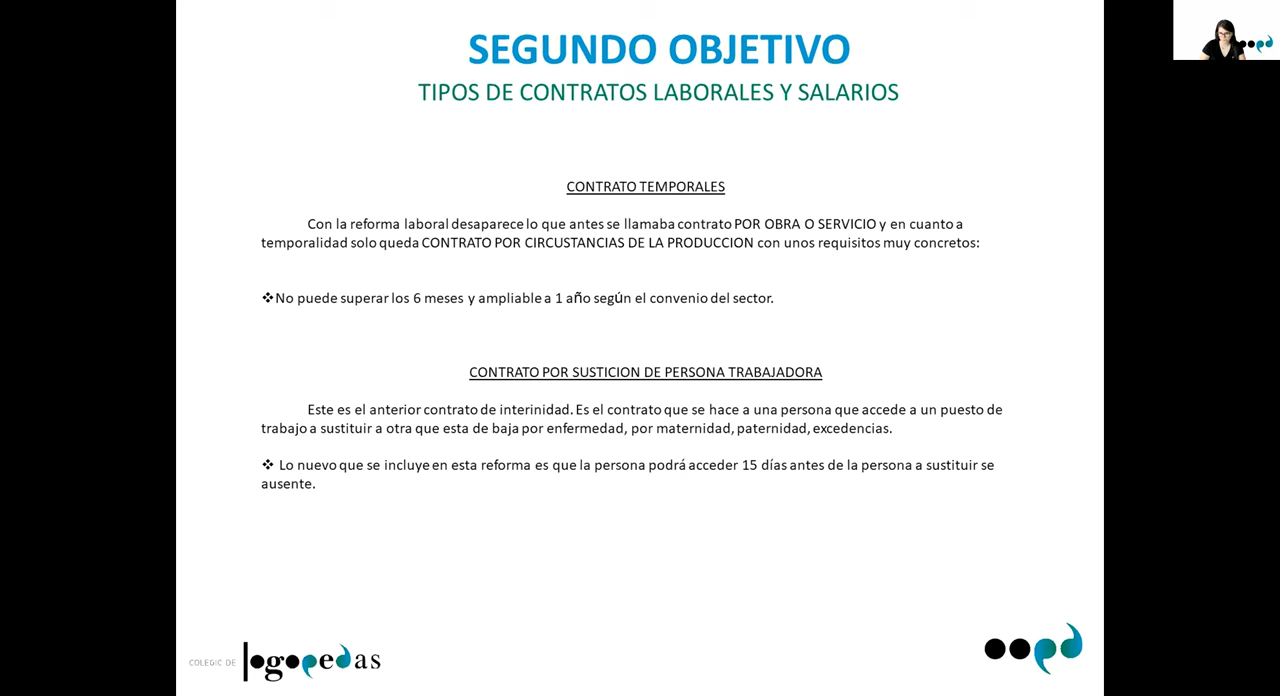 SEGUNDO OBJETIVO
TIPOS DE CONTRATOS LABORALES Y SALARIOS
CONTRATO TEMPORALES
Con la reforma laboral desaparece lo que antes se llamaba contrato POR OBRA O SERVICIO y en cuanto a
temporalidad solo queda CONTRATO POR CIRCUSTANCIAS DE LA PRODUCCION con unos requisitos muy concretos:
❖No puede superar los 6 meses y ampliable a 1 año según el convenio del sector.
CONTRATO POR SUSTICION DE PERSONA TRABAJADORA
Este es el anterior contrato de interinidad. Es el contrato que se hace a una persona que accede a un puesto de
trabajo a sustituir a otra que esta de baja por enfermedad, por maternidad, paternidad, excedencias.
❖ Lo nuevo que se incluye en esta reforma es que la persona podrá acceder 15 días antes de la persona a sustituir se
ausente.
COLEGIC DE logopedas